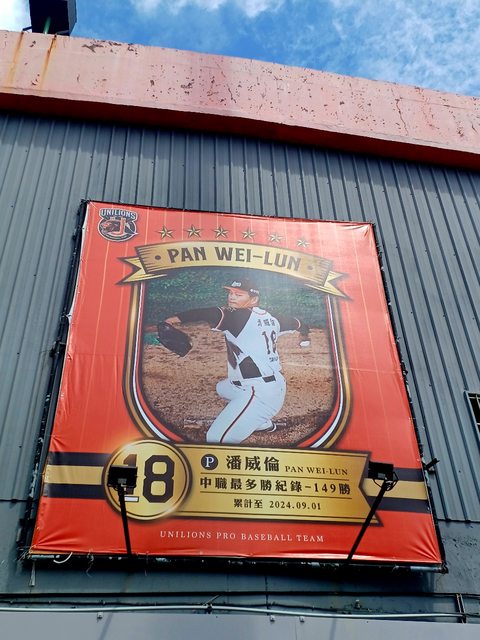 UNILIONS
PAN WEI-LUN
18
18
P 潘威倫 PAN WEI-LUN
中職最多勝紀錄-149勝
累計至 2024.09.01
UNILIONS PRO BASEBALL TEAM